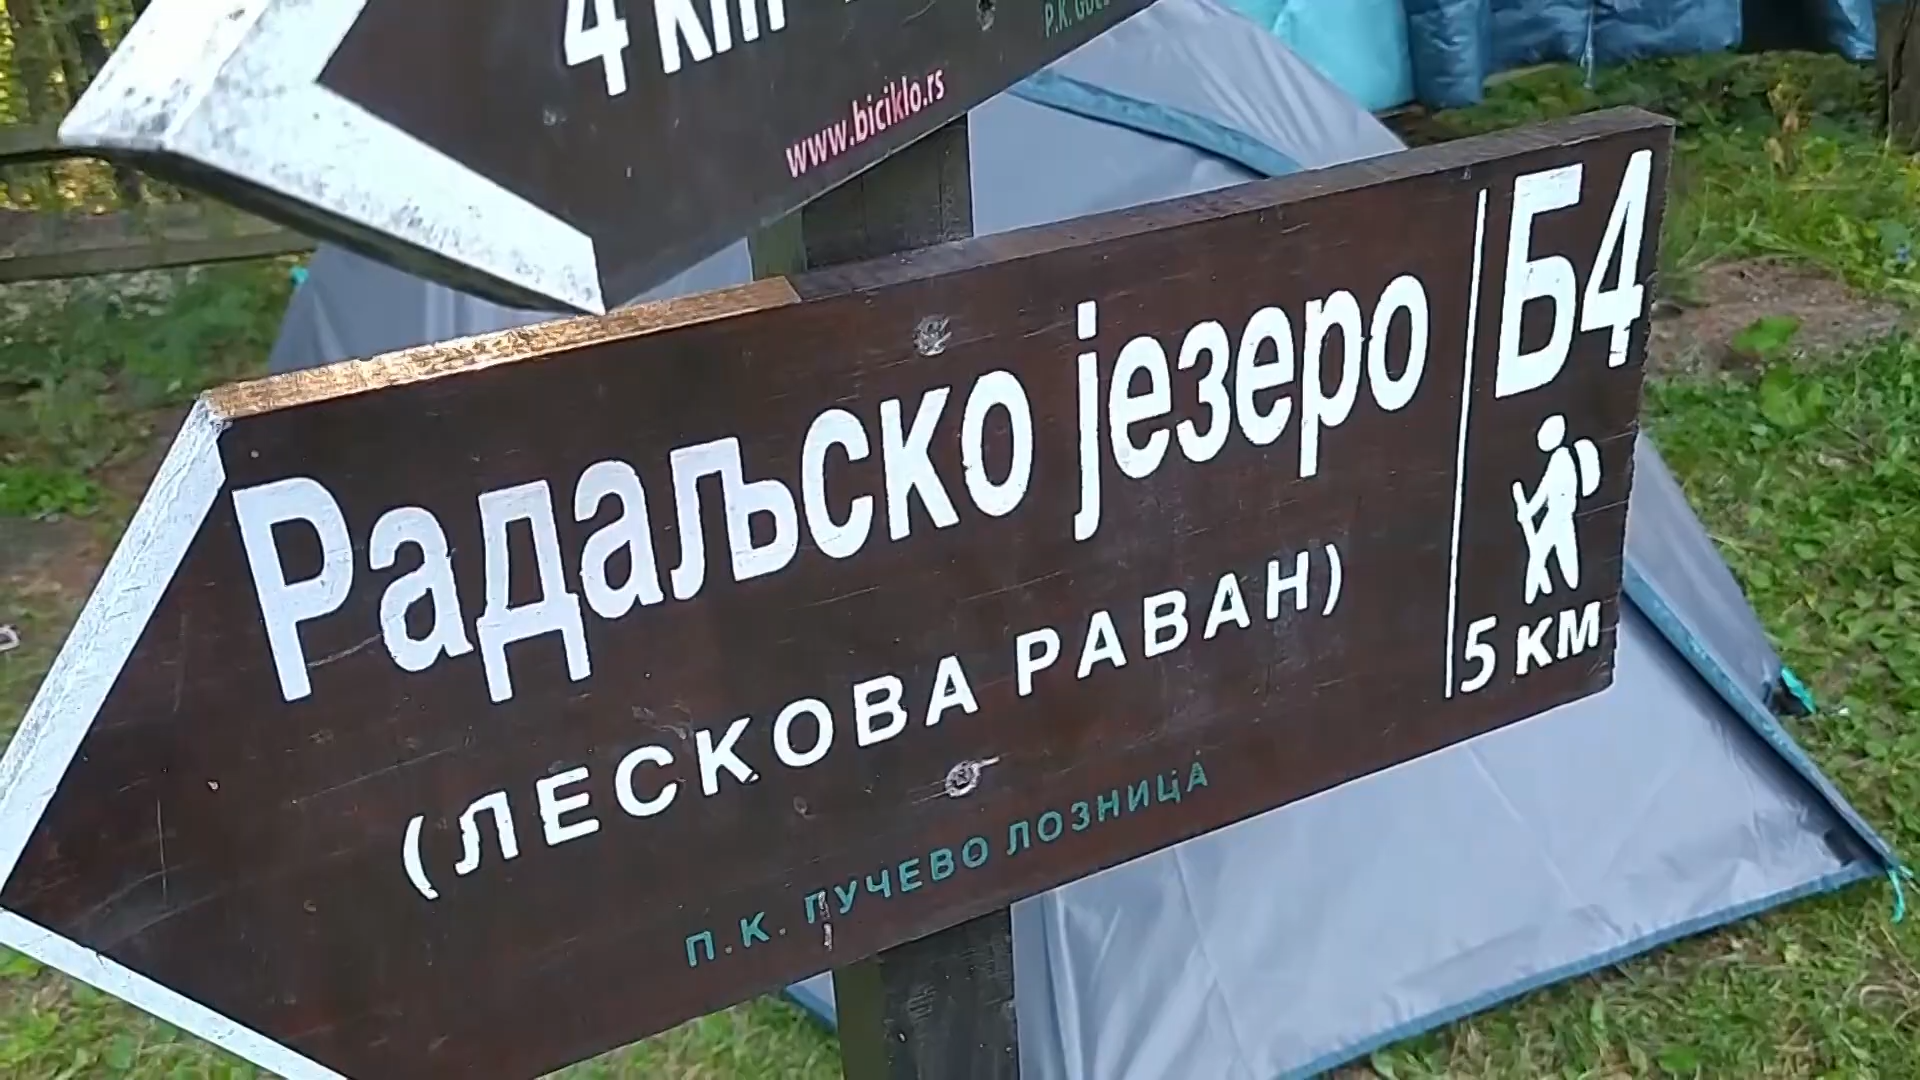 4 km
www.biciklo.rs
Радаљско језеро
Б4
(ЛЕСКОВА РАВАН)
5 км
П.К. ГУЧЕВО ЛОЗНИЦА